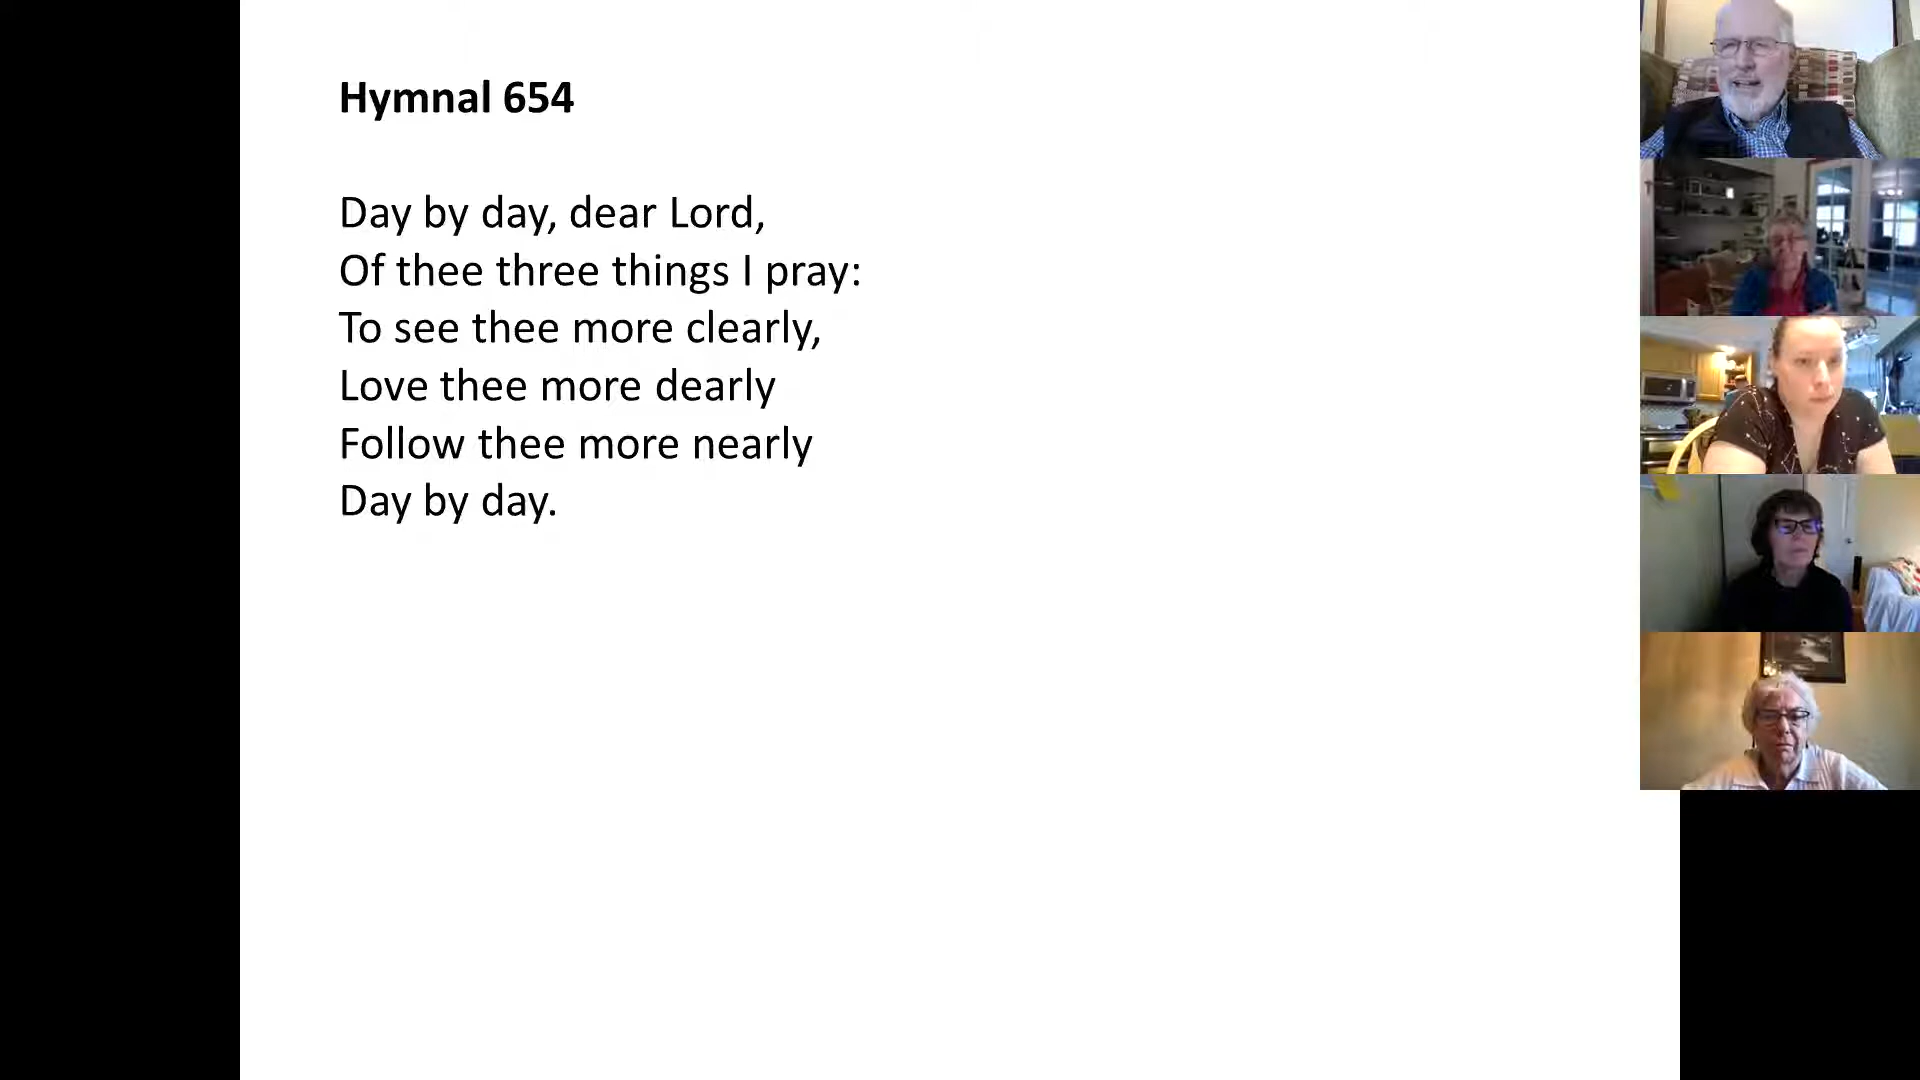 Hymnal 654
Day by day, dear Lord,
Of thee three things I pray:
To see thee more clearly,
Love thee more dearly
Follow thee more nearly
Day by day.